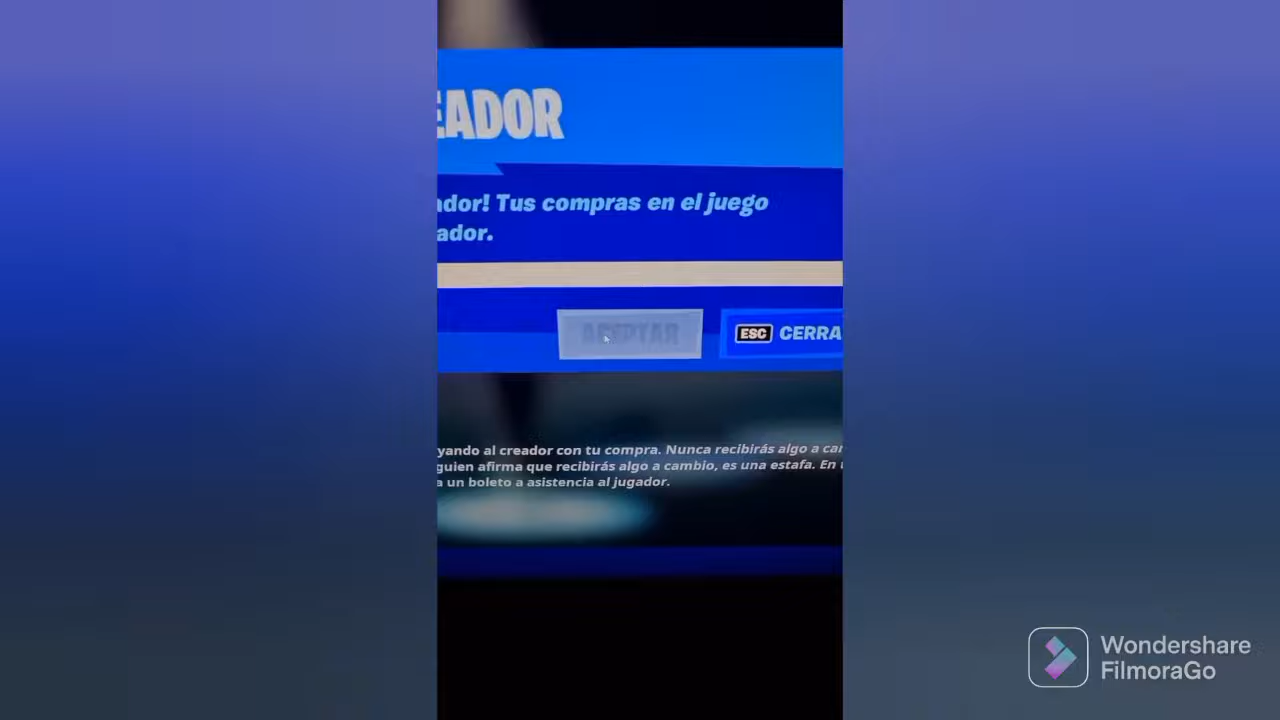 EADOR
ador! Tus compras en el juego
ador.
ACEPTAR
ESC CERRA
yando al creador con tu compra. Nunca recibirás algo a car
guien afirma que recibirás algo a cambio, es una estafa. En
a un boleto a asistencia al jugador.
Wondershare
FilmoraGo